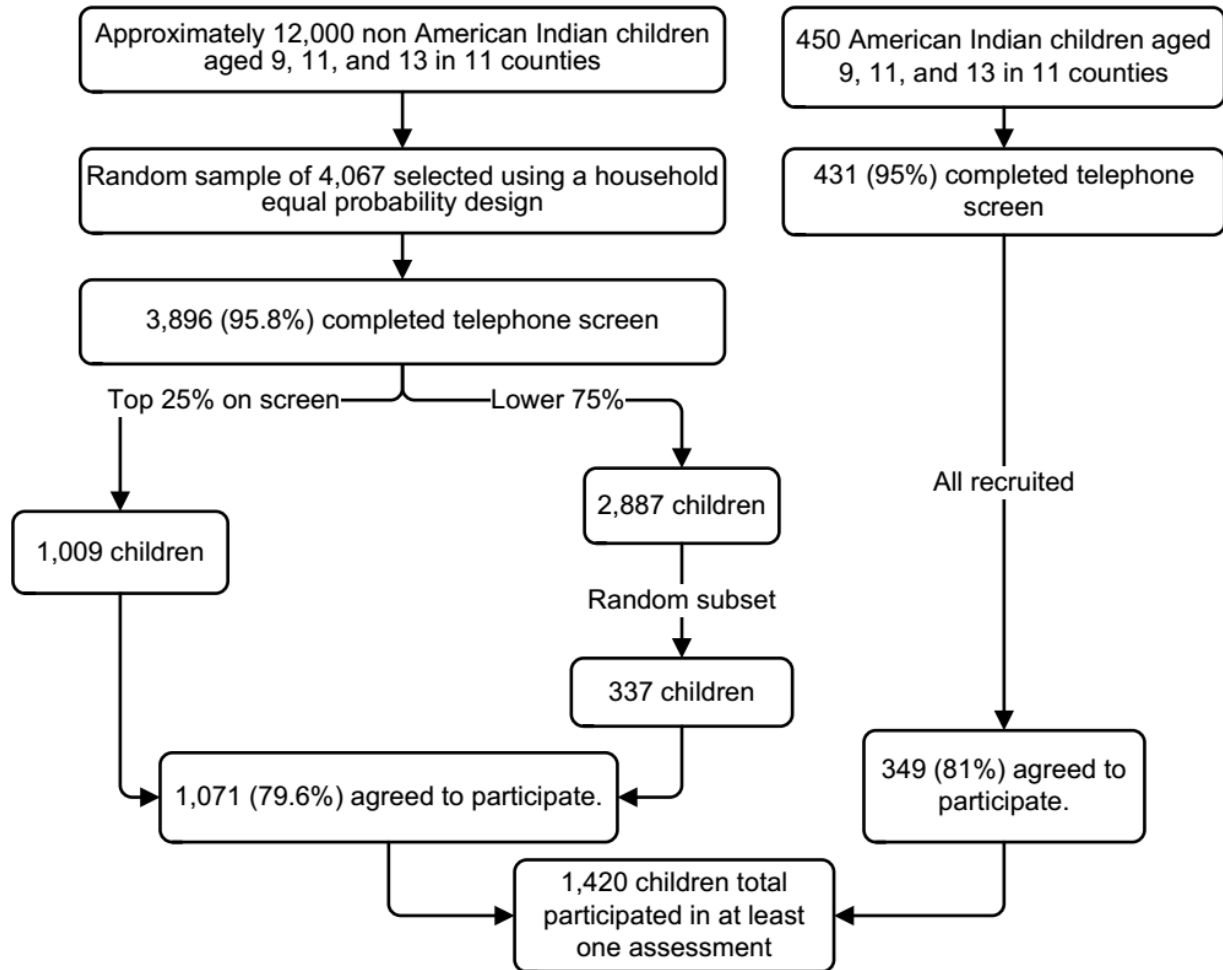 Approximately 12,000 non American Indian children
aged 9, 11, and 13 in 11 counties
450 American Indian children aged
9, 11, and 13 in 11 counties
Random sample of 4,067 selected using a household
equal probability design
431 (95%) completed telephone
screen
3,896 (95.8%) completed telephone screen
Top 25% on screen
Lower 75%
2,887 children
All recruited
1,009 children
Random subset
337 children
1,071 (79.6%) agreed to participate.
349 (81%) agreed to
participate.
1,420 children total
participated in at least
one assessment